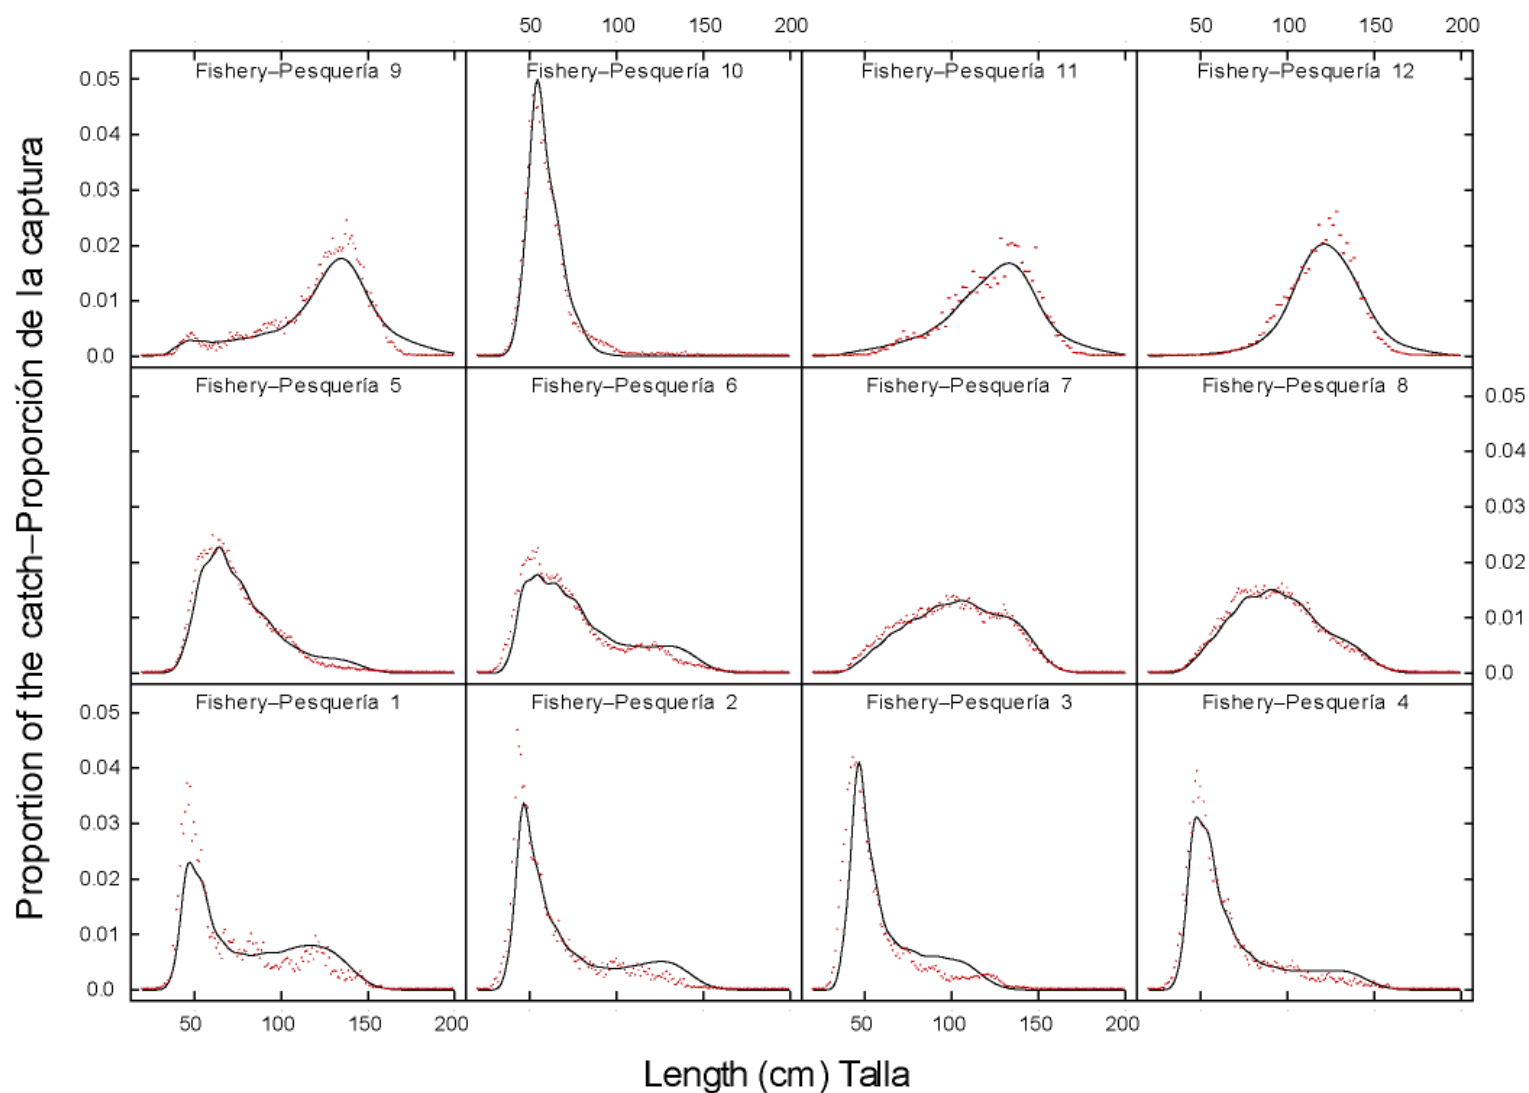 50 100 150 200 50 100 150 200
Fishery–Pesquería 9 Fishery–Pesquería 10 Fishery–Pesquería 11 Fishery–Pesquería 12
0.05
0.04
0.03
0.02
0.01
0.0
Fishery–Pesquería 5 Fishery–Pesquería 6 Fishery–Pesquería 7 Fishery–Pesquería 8
0.05
0.04
0.03
0.02
0.01
0.0
Fishery–Pesquería 1 Fishery–Pesquería 2 Fishery–Pesquería 3 Fishery–Pesquería 4
0.05
0.04
0.03
0.02
0.01
0.0
50 100 150 200 50 100 150 200
Proportion of the catch–Proporción de la captura
Length (cm) Talla